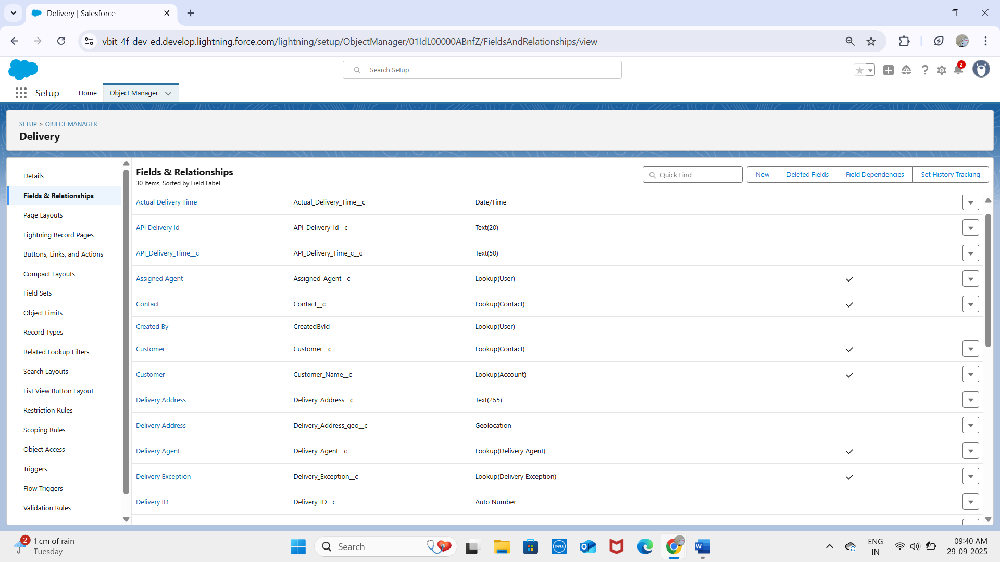 Delivery | Salesforce
vbit-4f-dev-ed.develop.lightning.force.com/lightning/setup/ObjectManager/01IdL00000ABnfZ/FieldsAndRelationships/view
Search Setup
2
Setup
Home
Object Manager
SETUP > OBJECT MANAGER
Delivery
Details
Fields & Relationships
Page Layouts
Lightning Record Pages
Buttons, Links, and Actions
Compact Layouts
Field Sets
Object Limits
Record Types
Related Lookup Filters
Search Layouts
List View Button Layout
Restriction Rules
Scoping Rules
Object Access
Triggers
Flow Triggers
Validation Rules
Fields & Relationships
30 Items, Sorted by Field Label
Quick Find
New
Deleted Fields
Field Dependencies
Set History Tracking
Actual Delivery Time Actual_Delivery_Time__c Date/Time
API Delivery Id API_Delivery_Id__c Text(20)
API_Delivery_Time__c API_Delivery_Time_c__c Text(50)
Assigned Agent Assigned_Agent__c Lookup(User)
Contact Contact__c Lookup(Contact)
Created By CreatedById Lookup(User)
Customer Customer__c Lookup(Contact)
Customer Customer_Name__c Lookup(Account)
Delivery Address Delivery_Address__c Text(255)
Delivery Address Delivery_Address_geo__c Geolocation
Delivery Agent Delivery_Agent__c Lookup(Delivery Agent)
Delivery Exception Delivery_Exception__c Lookup(Delivery Exception)
Delivery ID Delivery_ID__c Auto Number
2
1 cm of rain
Tuesday
Search
DELL
W
ENG
IN
09:40 AM
29-09-2025